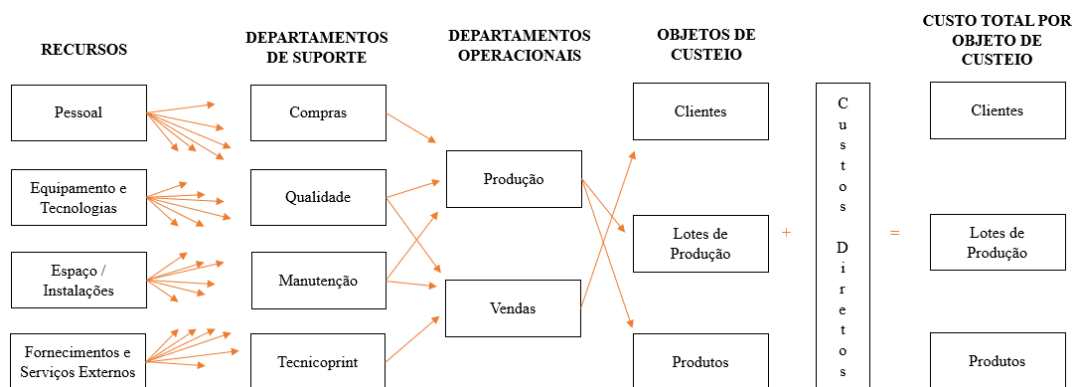 RECURSOS
DEPARTAMENTOS
DE SUPORTE
DEPARTAMENTOS
OPERACIONAIS
OBJETOS DE
CUSTEIO
CUSTO TOTAL POR
OBJETO DE
CUSTEIO
Pessoal
Equipamento e
Tecnologias
Espaço /
Instalações
Fornecimentos e
Serviços Externos
Compras
Qualidade
Manutenção
Tecnicoprint
Produção
Vendas
Clientes
Lotes de
Produção
Produtos
+
C
u
s
t
o
s
D
i
r
e
t
o
s
=
Clientes
Lotes de
Produção
Produtos